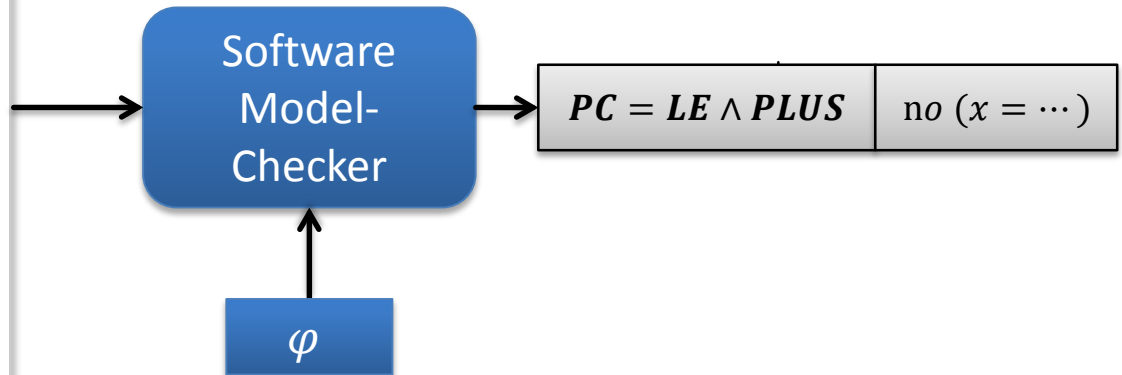 Software
Model-
Checker
PC = LE ∧ PLUS
no (x = ⋯)
φ